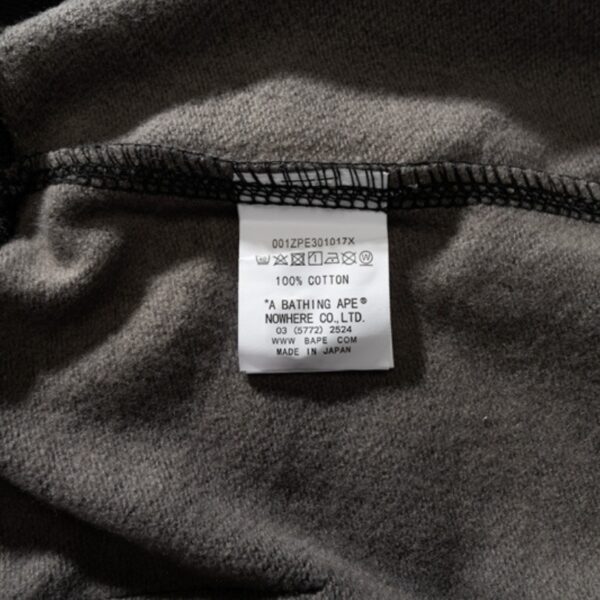 001ZPE301017X
100% COTTON
"A BATHING APE®
NOWHERE CO.,LTD.
03 (5772) 2524
WWW BAPE COM
MADE IN JAPAN